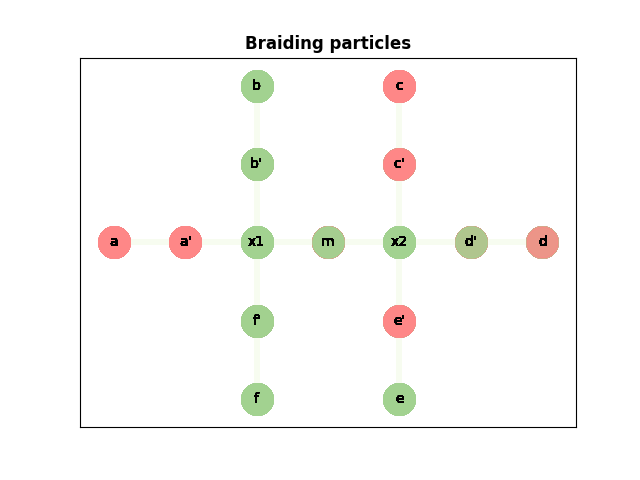 Braiding particles
b c
b' c'
a a' x1 m x2 d' d
f' e'
f e